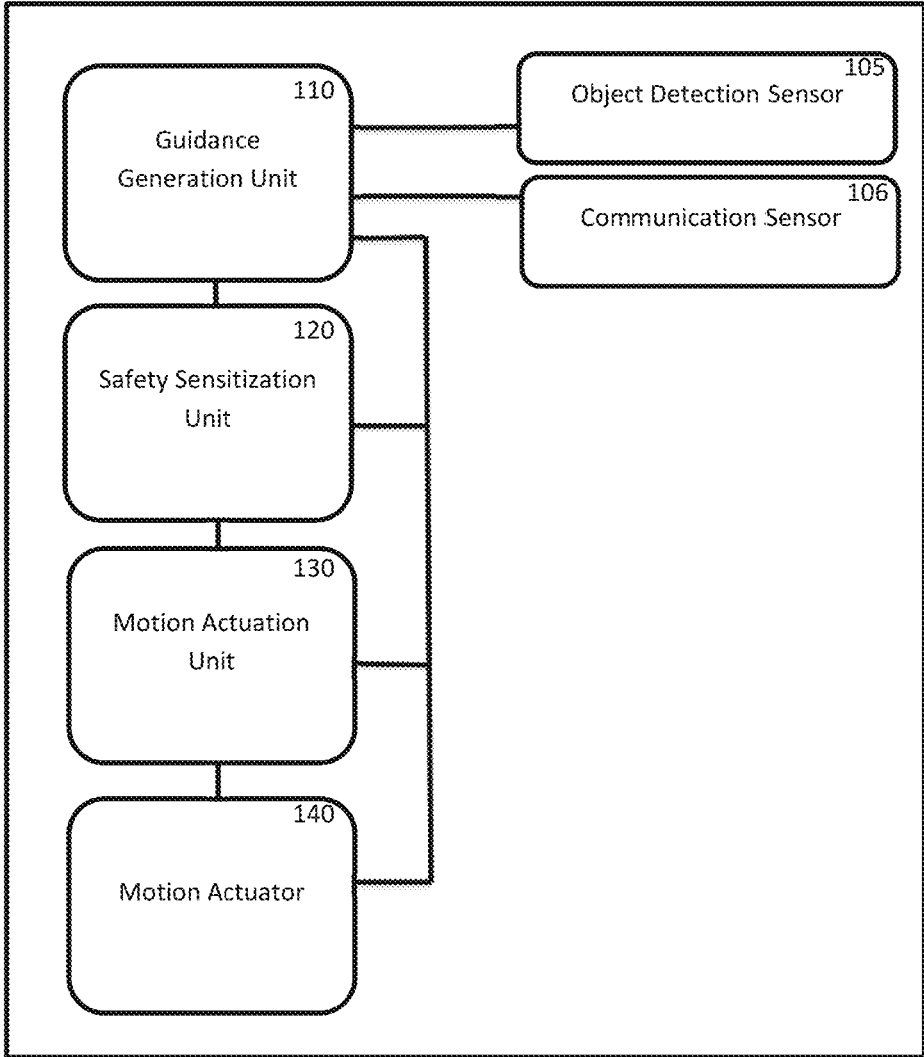 110
Guidance
Generation Unit
105
Object Detection Sensor
106
Communication Sensor
120
Safety Sensitization
Unit
130
Motion Actuation
Unit
140
Motion Actuator